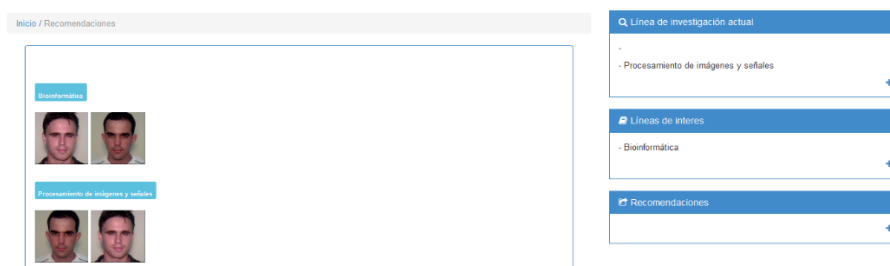 Inicio / Recomendaciones
Bioinformática
Procesamiento de imágenes y señales
Línea de investigación actual
-
- Procesamiento de imágenes y señales
+
Líneas de interes
- Bioinformática
+
Recomendaciones
+